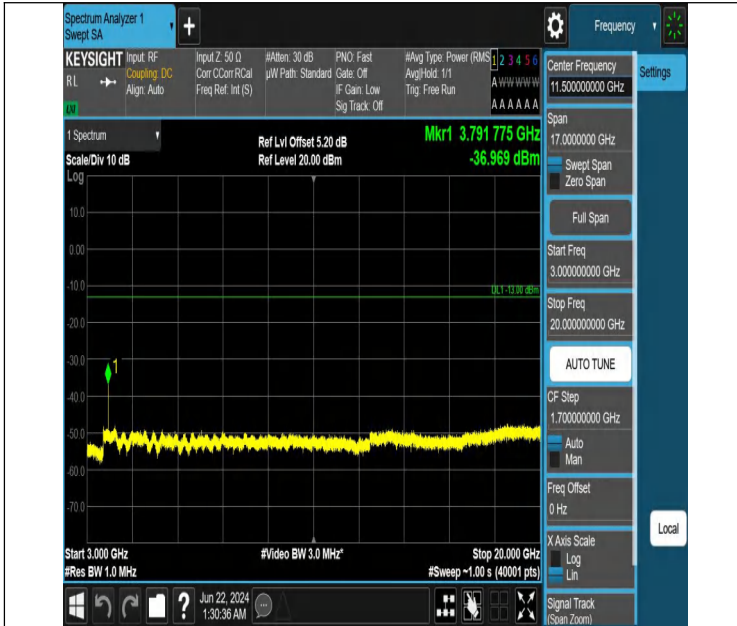 Spectrum Analyzer 1
Swept SA
Frequency
KEYSIGHT
RL
Input: RF
Coupling: DC
Align: Auto
Input Z: 50 Ω
Corr CCorr RCal
Freq Ref: Int (S)
#Atten: 30 dB
µW Path: Standard
PNO: Fast
Gate: Off
IF Gain: Low
Sig Track: Off
#Avg Type: Power (RMS
Avg|Hold: 1/1
Trig: Free Run
1 2 3 4 5 6
A W W W W W
A A A A A A
1 Spectrum
Scale/Div 10 dB
Ref Lvl Offset 5.20 dB
Ref Level 20.00 dBm
Mkr1 3.791 775 GHz
-36.969 dBm
Log
10.0
0.00
-10.0
DL1 -13.00 dBm
-20.0
-30.0
1
-40.0
-50.0
-60.0
-70.0
Start 3.000 GHz
#Res BW 1.0 MHz
#Video BW 3.0 MHz*
Stop 20.000 GHz
#Sweep ~1.00 s (40001 pts)
Jun 22, 2024
1:30:36 AM
Center Frequency
11.500000000 GHz
Settings
Span
17.0000000 GHz
Swept Span
Zero Span
Full Span
Start Freq
3.000000000 GHz
Stop Freq
20.000000000 GHz
AUTO TUNE
CF Step
1.700000000 GHz
Auto
Man
Freq Offset
0 Hz
X Axis Scale
Log
Lin
Local
Signal Track
(Span Zoom)